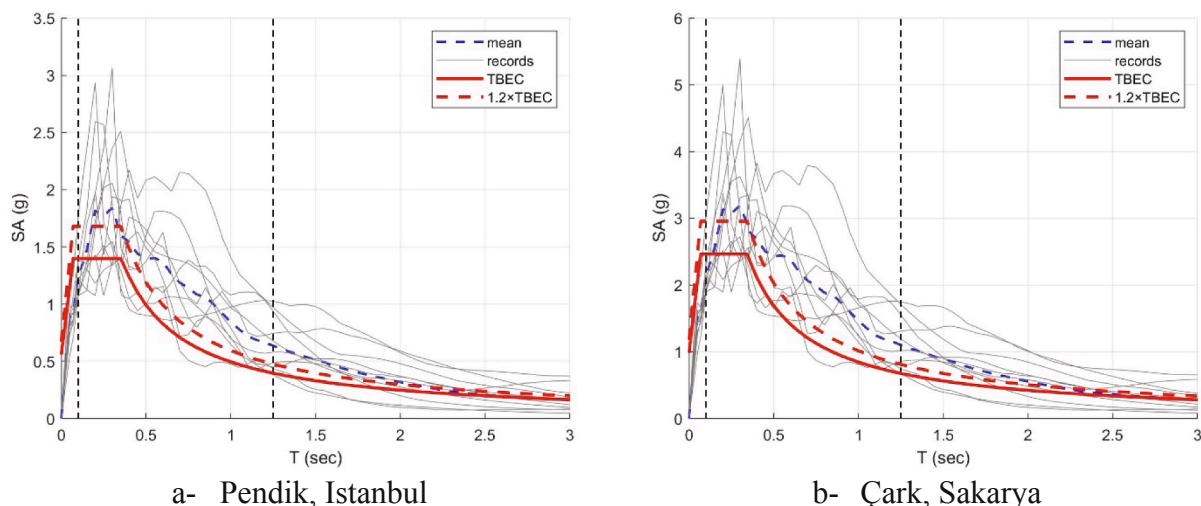 3.5
3
2.5
2
1.5
1
0.5
0
SA (g)
mean
records
TBEC
1.2×TBEC
0 0.5 1 1.5 2 2.5 3
T (sec)
a- Pendik, Istanbul
6
5
4
3
2
1
0
SA (g)
mean
records
TBEC
1.2×TBEC
0 0.5 1 1.5 2 2.5 3
T (sec)
b- Çark, Sakarya